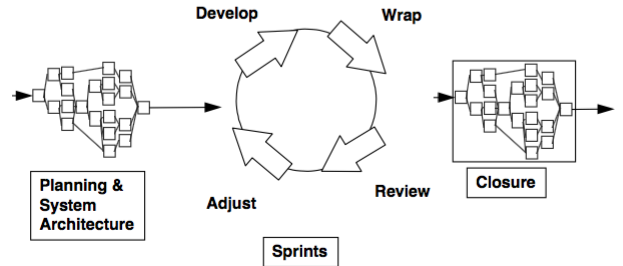 Develop
Wrap
Planning &
System
Architecture
Adjust
Review
Closure
Sprints